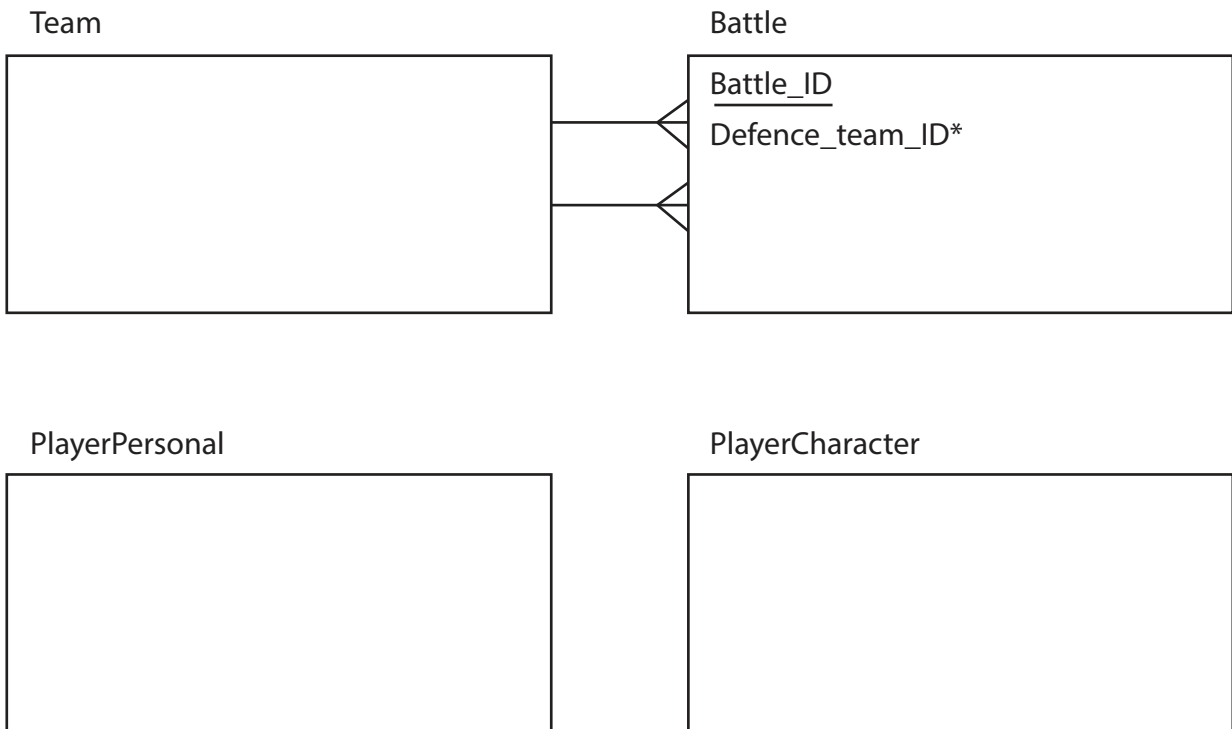 Team
Battle
Battle_ID
Defence_team_ID*
PlayerPersonal
PlayerCharacter